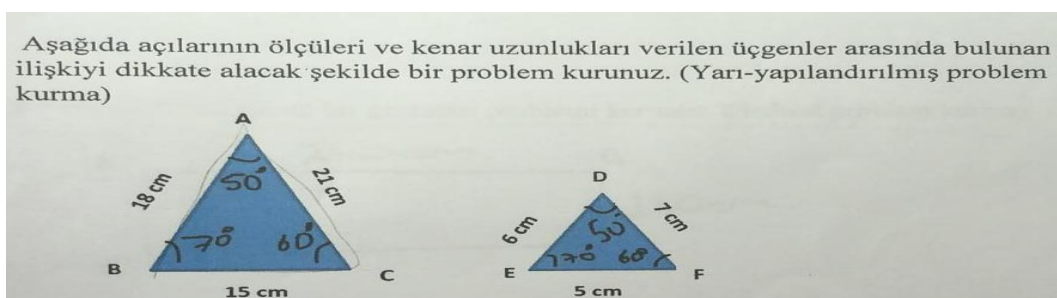 Aşağıda açılarının ölçüleri ve kenar uzunlukları verilen üçgenler arasında bulunan
ilişkiyi dikkate alacak şekilde bir problem kurunuz. (Yarı-yapılandırılmış problem
kurma)
A
18 cm
21 cm
50°
70°
60°
B
C
15 cm
D
6 cm
7 cm
50°
70°
60°
E
F
5 cm